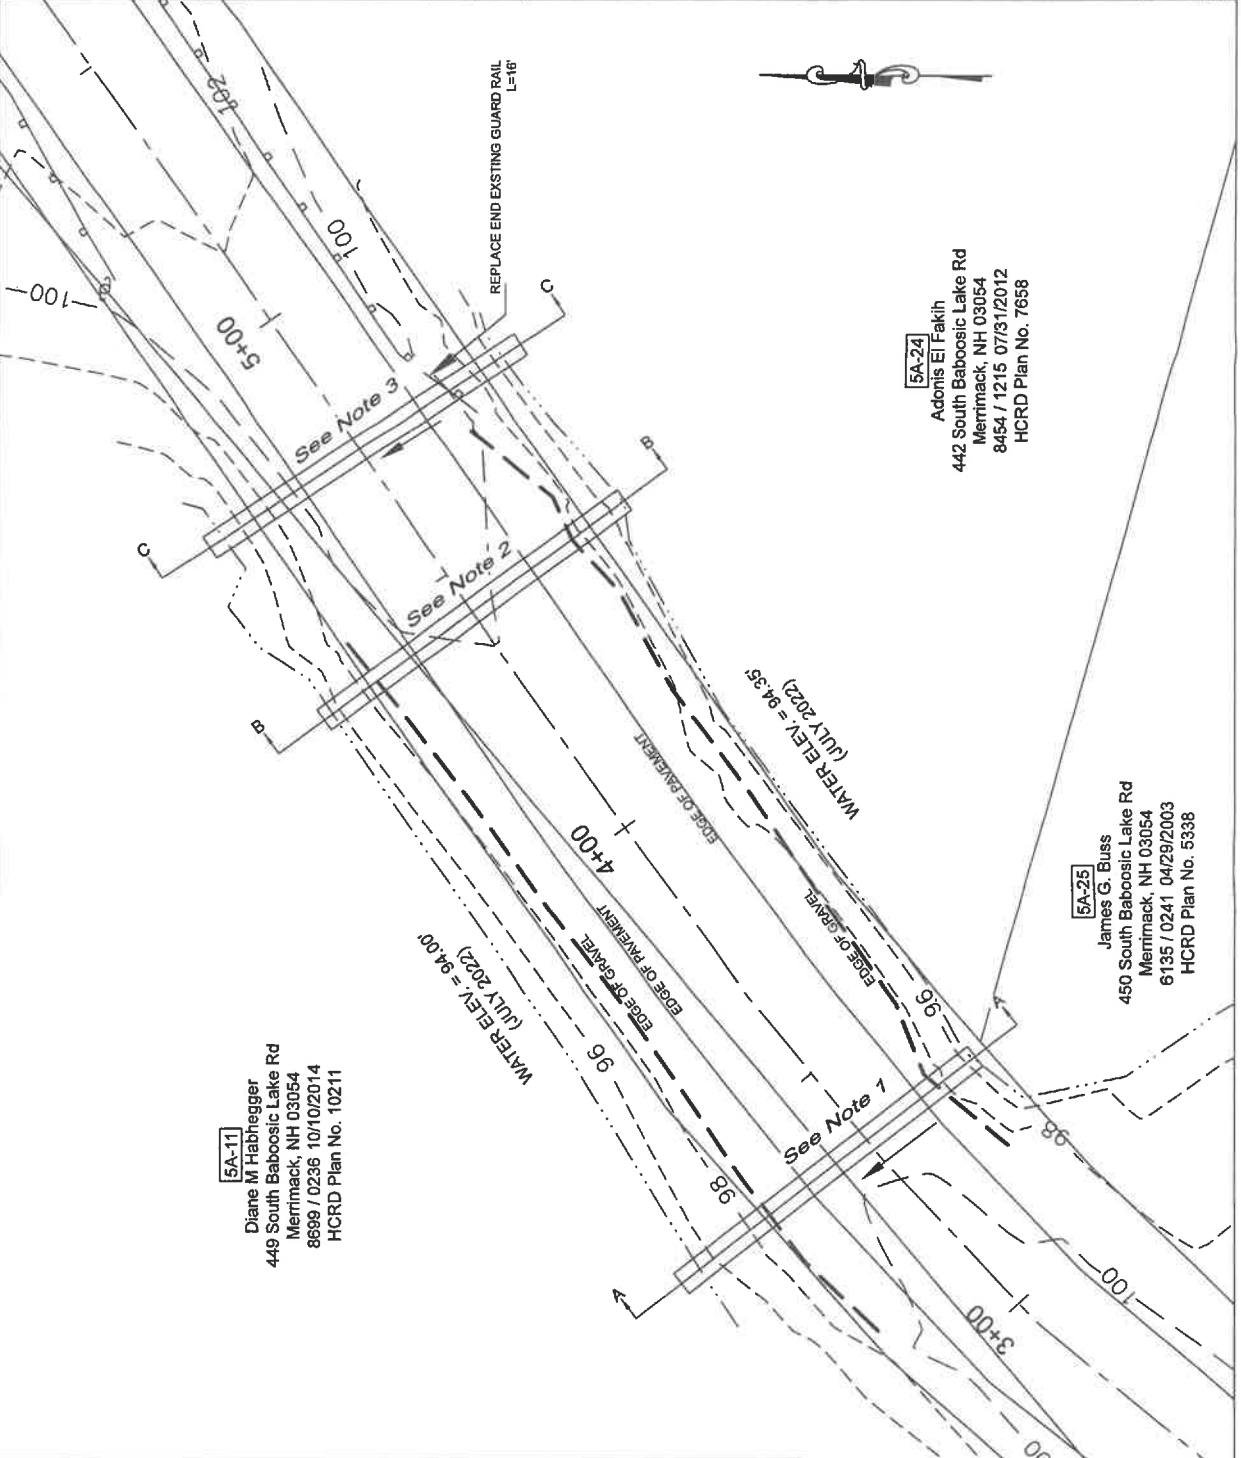 102
REPLACE END EXSTING GUARD RAIL
L=16'
100
100
5+00
C
See Note 3
C
5A-24
Adonis El Fakih
442 South Baboosic Lake Rd
Merrimack, NH 03054
8454 / 1215 07/31/2012
HCRD Plan No. 7658
B
See Note 2
B
WATER ELEV. = 94.35'
(JULY 2022)
EDGE OF PAVEMENT
4+00
EDGE OF GRAVEL
EDGE OF PAVEMENT
EDGE OF GRAVEL
WATER ELEV. = 94.00'
(JULY 2022)
96
96
5A-25
James G. Buss
450 South Baboosic Lake Rd
Merrimack, NH 03054
6135 / 0241 04/29/2003
HCRD Plan No. 5338
5A-11
Diane M Habhegger
449 South Baboosic Lake Rd
Merrimack, NH 03054
8699 / 0236 10/10/2014
HCRD Plan No. 10211
A
See Note 1
98
98
A
3+00
100